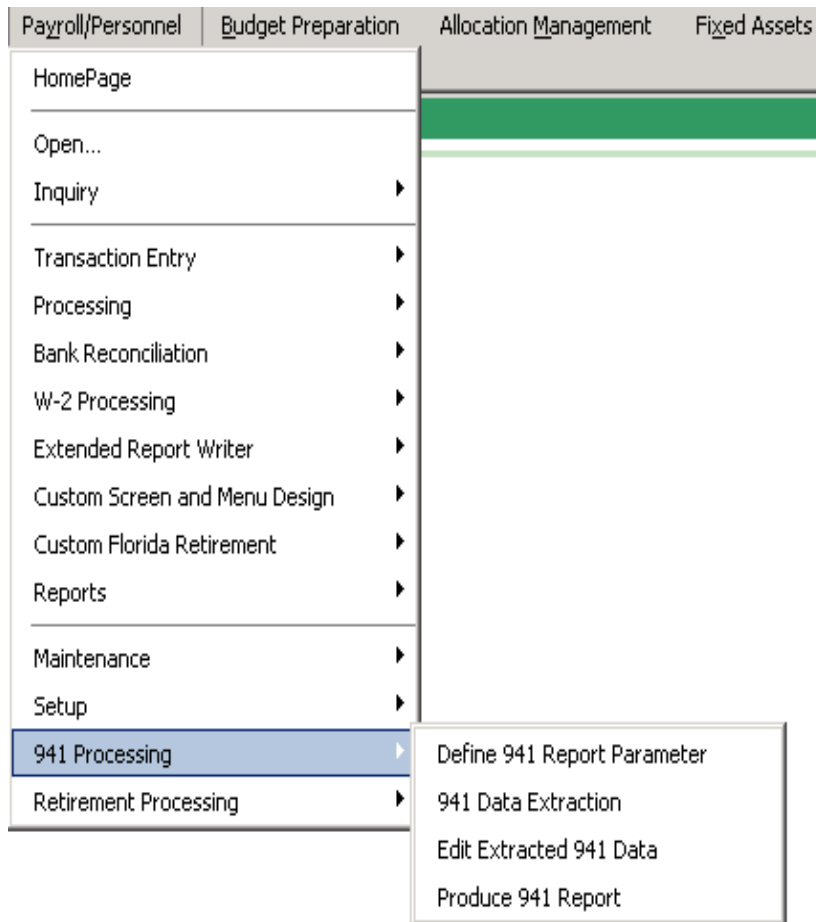 Payroll/Personnel Budget Preparation Allocation Management Fixed Assets
HomePage
Open...
Inquiry
Transaction Entry
Processing
Bank Reconciliation
W-2 Processing
Extended Report Writer
Custom Screen and Menu Design
Custom Florida Retirement
Reports
Maintenance
Setup
941 Processing
Retirement Processing
Define 941 Report Parameter
941 Data Extraction
Edit Extracted 941 Data
Produce 941 Report